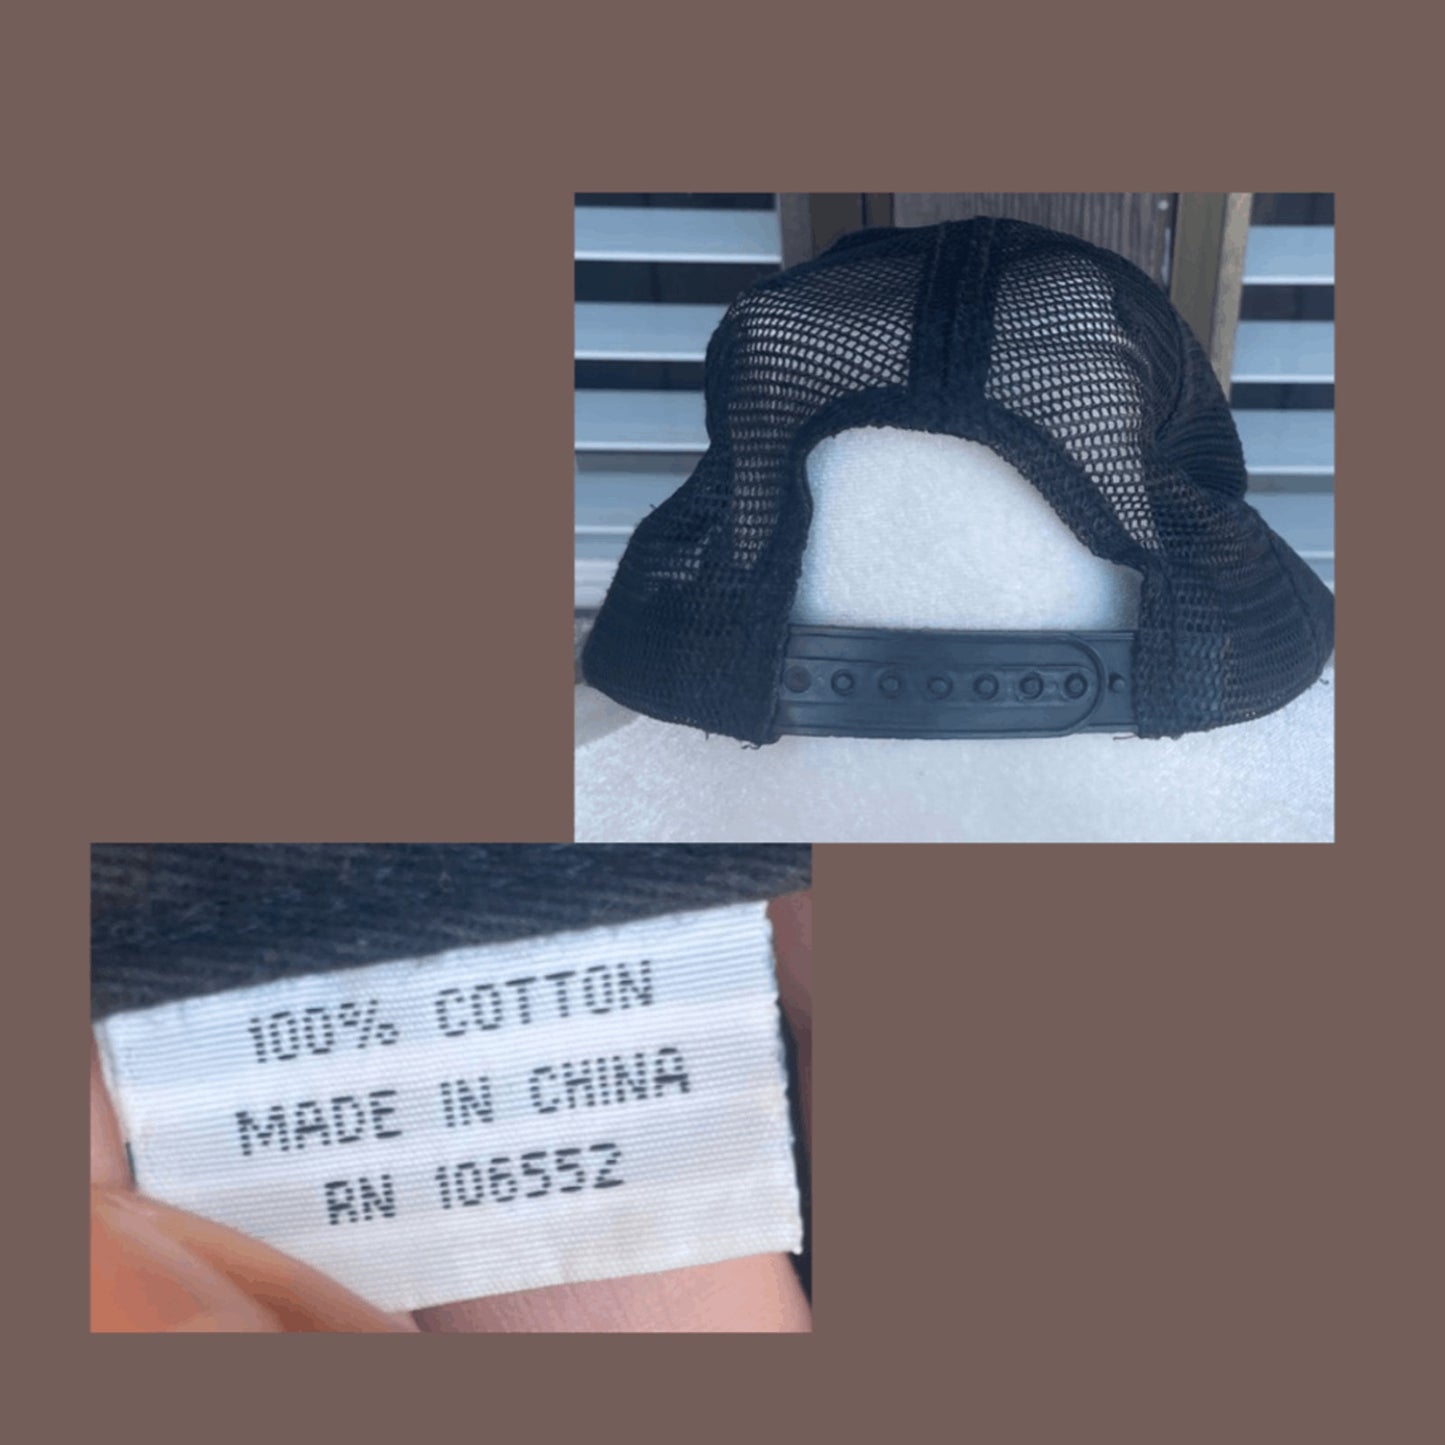 100% COTTON
MADE IN CHINA
RN 106552